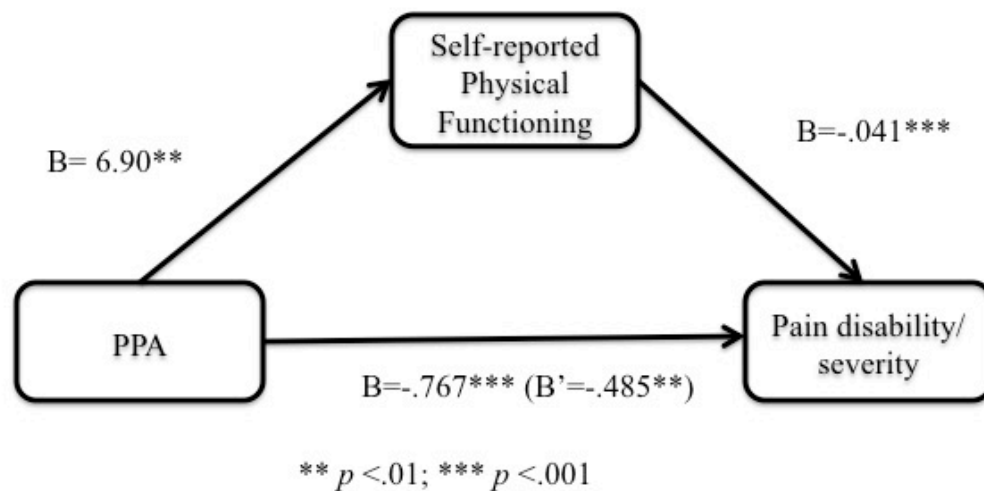 Self-reported
Physical
Functioning
B= 6.90**
B=-.041***
PPA
Pain disability/
severity
B=-.767*** (B’=-.485**)
** p <.01; *** p <.001